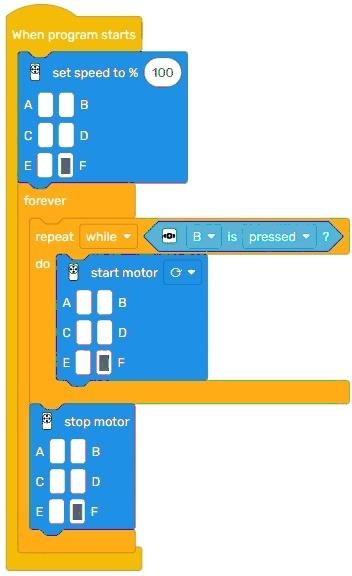 When program starts
set speed to % 100
A B
C D
E F
forever
repeat while B is pressed ?
do start motor
A B
C D
E F
stop motor
A B
C D
E F